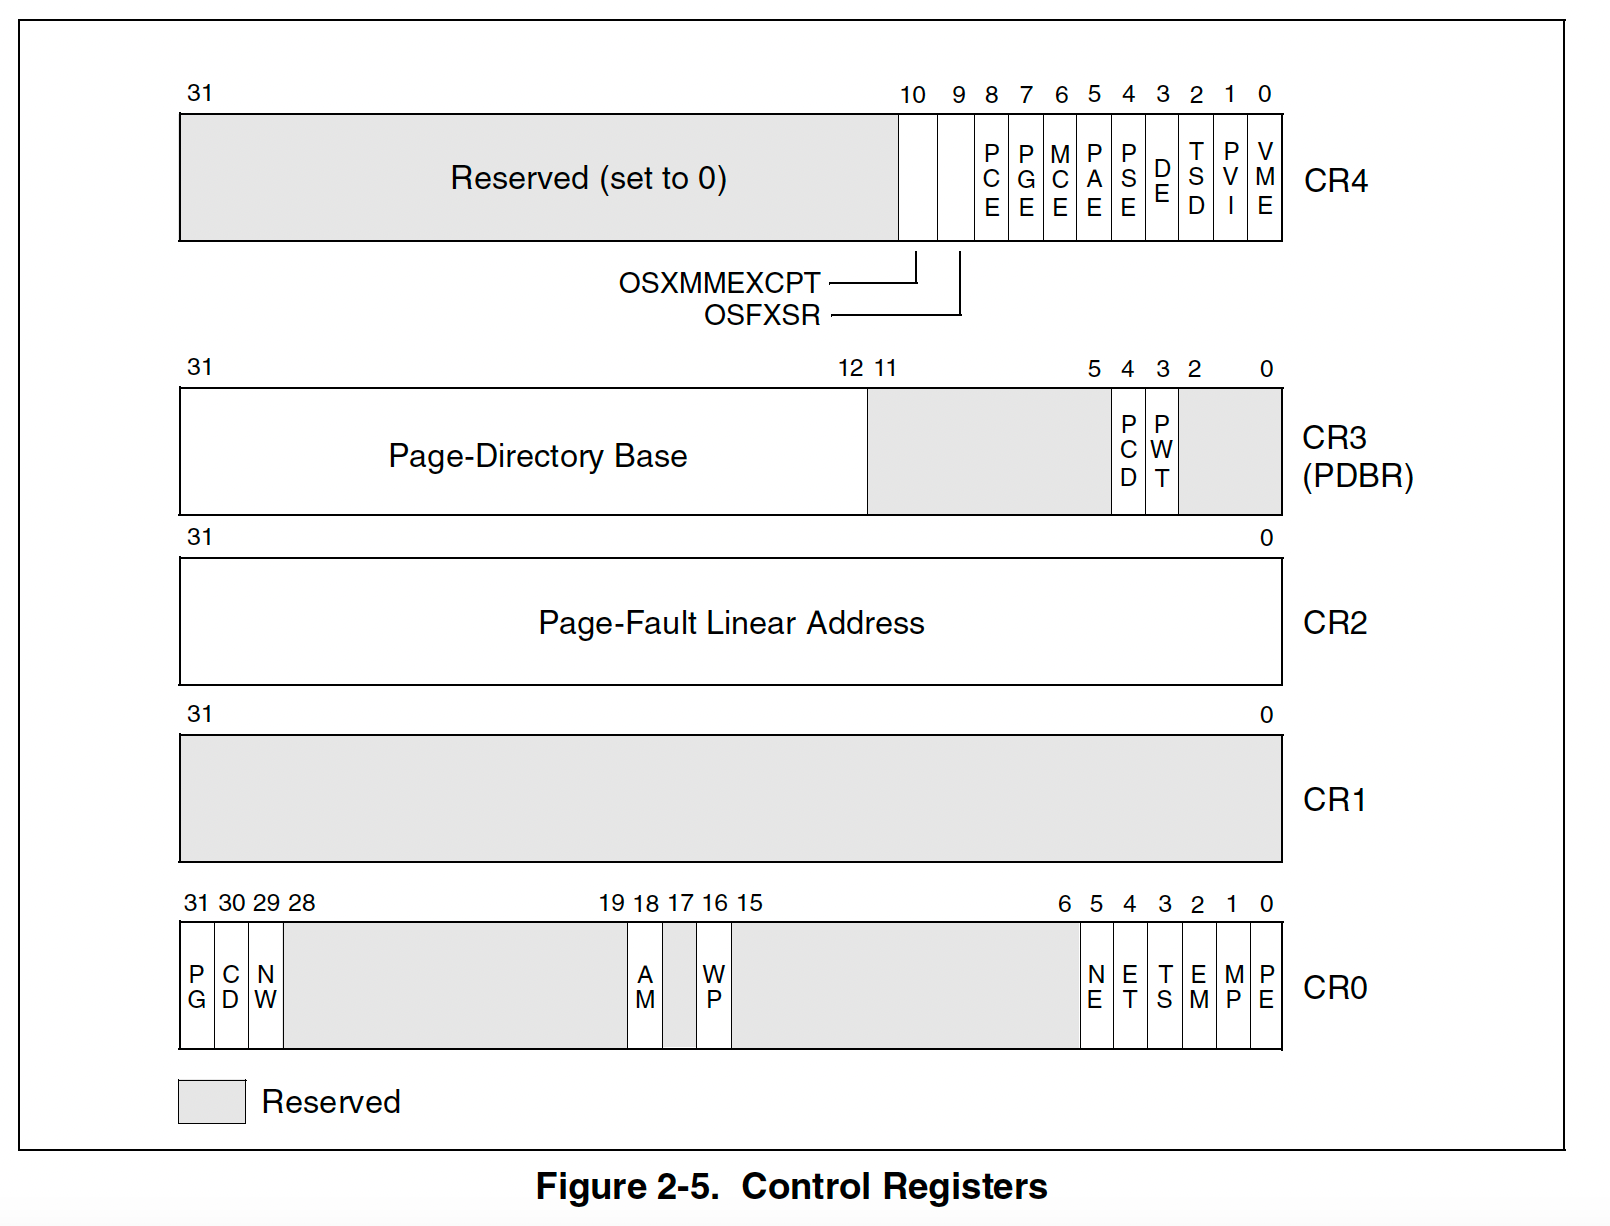 31 10 9 8 7 6 5 4 3 2 1 0
Reserved (set to 0) PCE PGE MCE PAE PSE DE TSD PVI VME CR4
OSXMMEXCPT
OSFXSR
31 12 11 5 4 3 2 0
Page-Directory Base PCD PWT CR3
(PDBR)
31 0
Page-Fault Linear Address CR2
31 0
CR1
31 30 29 28 19 18 17 16 15 6 5 4 3 2 1 0
PG CD NW AM WP NE ET TS EM MP PE CR0
Reserved
Figure 2-5. Control Registers